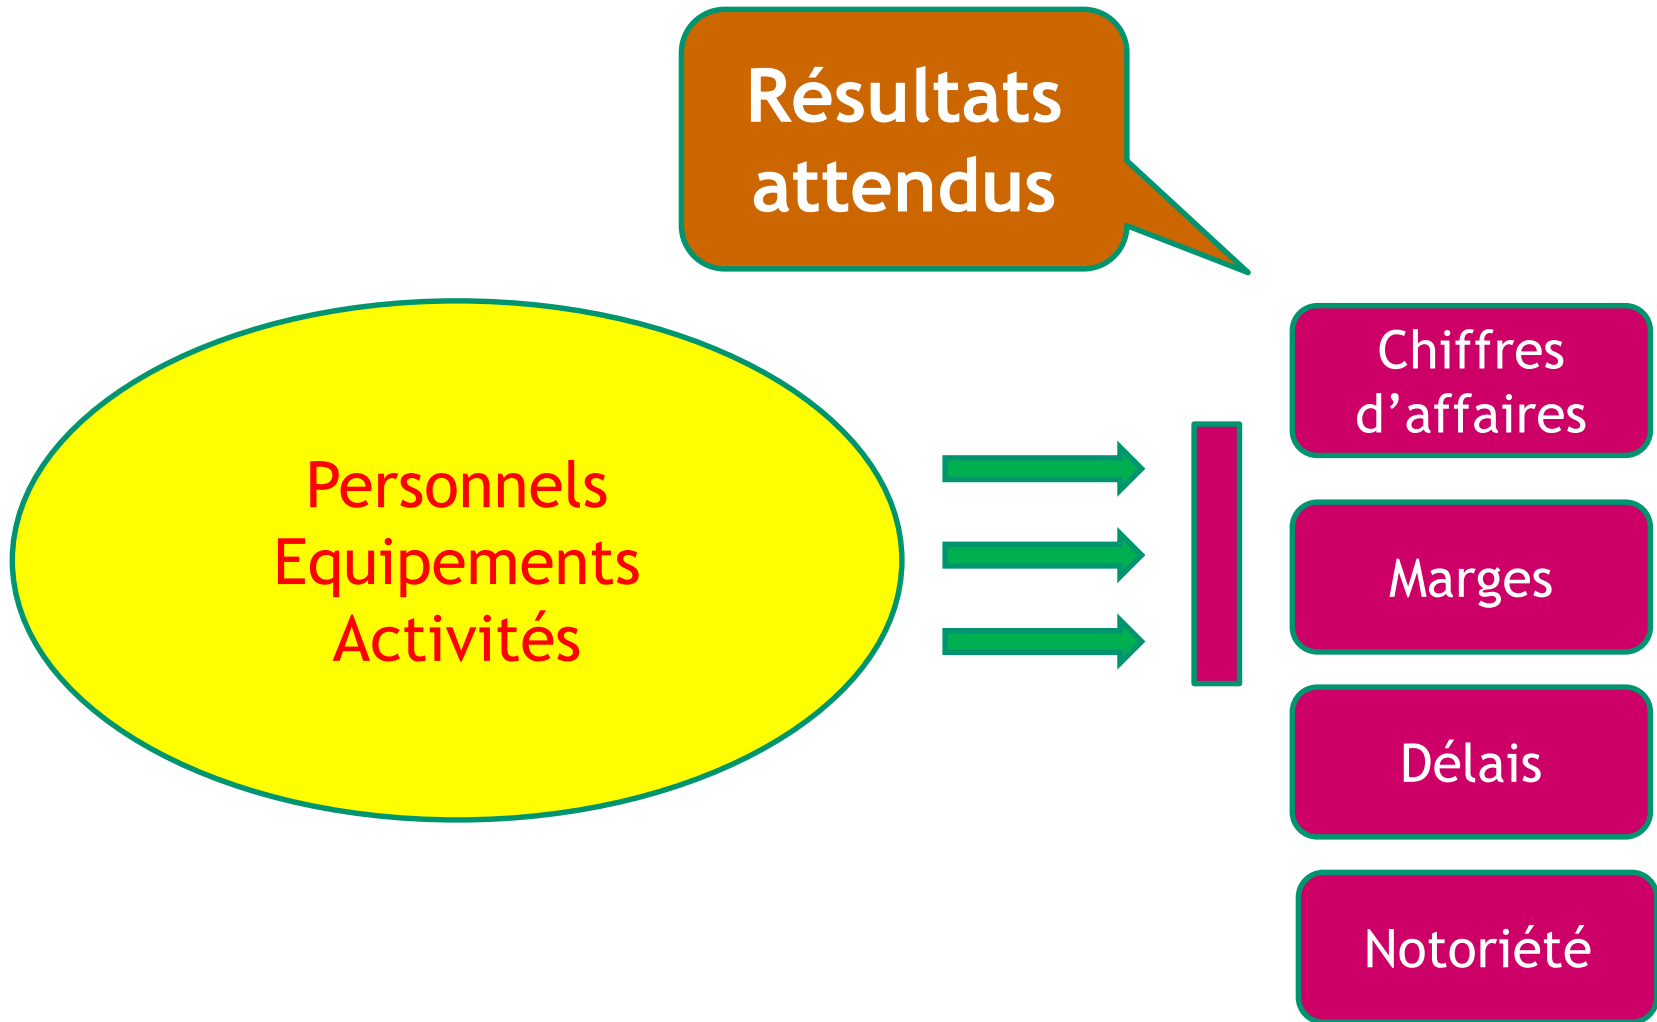 Résultats
attendus
Personnels
Equipements
Activités
Chiffres
d’affaires
Marges
Délais
Notoriété